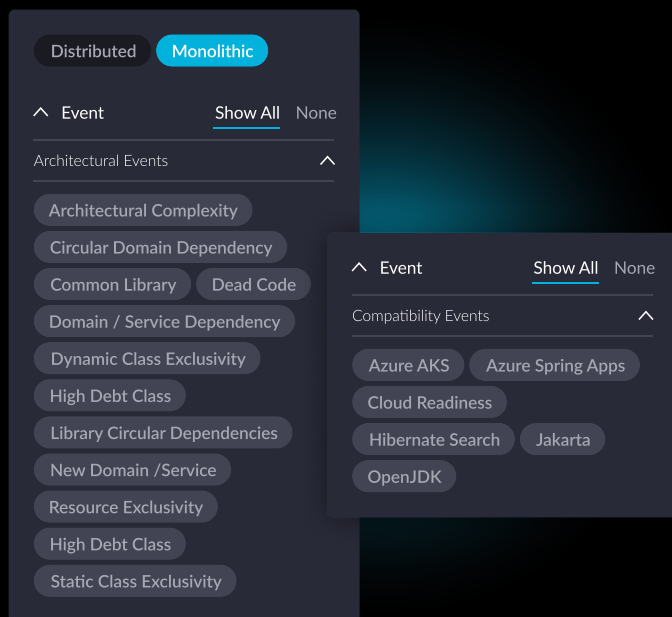 Distributed Monolithic
Event Show All None
Architectural Events
Architectural Complexity
Circular Domain Dependency
Common Library Dead Code
Domain / Service Dependency
Dynamic Class Exclusivity
High Debt Class
Library Circular Dependencies
New Domain /Service
Resource Exclusivity
High Debt Class
Static Class Exclusivity
Event Show All None
Compatibility Events
Azure AKS Azure Spring Apps
Cloud Readiness
Hibernate Search Jakarta
OpenJDK